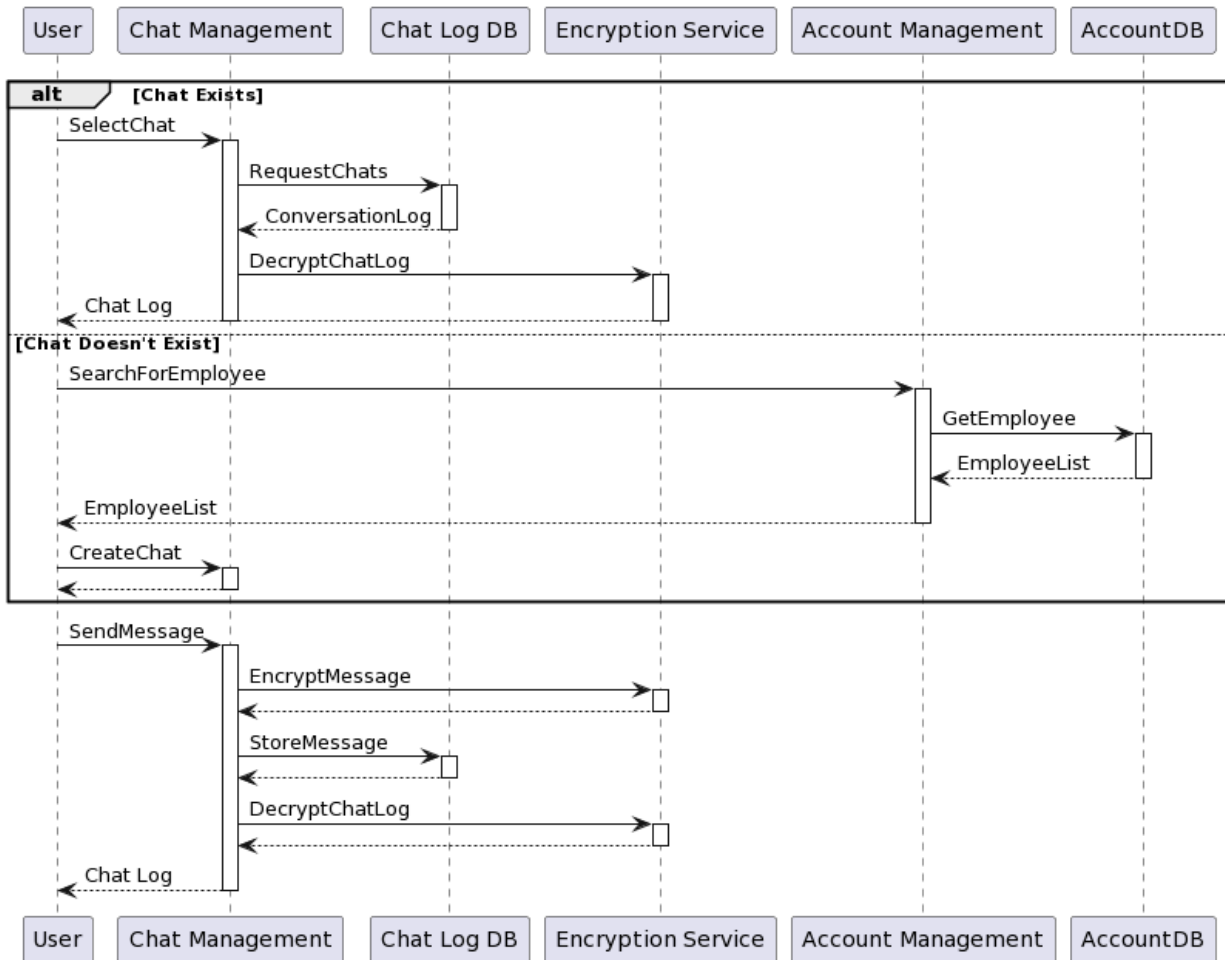 User Chat Management Chat Log DB Encryption Service Account Management AccountDB
alt [Chat Exists]
SelectChat
RequestChats
ConversationLog
DecryptChatLog
Chat Log
[Chat Doesn't Exist]
SearchForEmployee
GetEmployee
EmployeeList
EmployeeList
CreateChat
SendMessage
EncryptMessage
StoreMessage
DecryptChatLog
Chat Log
User Chat Management Chat Log DB Encryption Service Account Management AccountDB